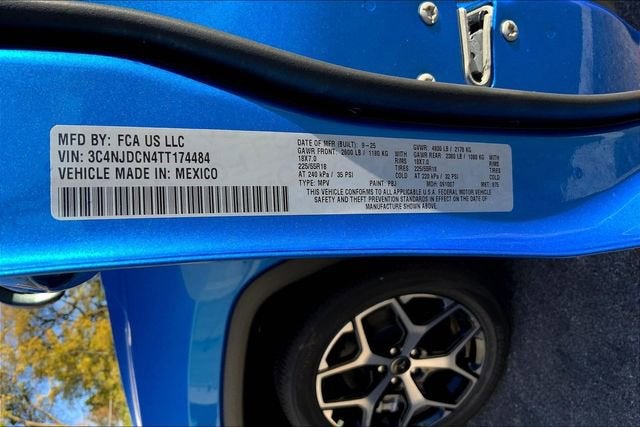 MFD BY: FCA US LLC
VIN: 3C4NJDCN4TT174484
VEHICLE MADE IN: MEXICO
DATE OF MFR (BUILT): 9-25 GVWR: 4800 LB / 2178 KG
GAWR FRONT: 2600 LB / 1180 KG WITH GAWR REAR 2380 LB / 1080 KG WITH
18X7.0 RIMS 18X7.0 RIMS
225/55R18 TIRES 225/55R18 TIRES
AT 240 kPa / 35 PSI COLD AT 220 kPa / 32 PSI COLD
TYPE: MPV PAINT: PBJ MDH: 091007 MET: 975
THIS VEHICLE CONFORMS TO ALL APPLICABLE U.S.A. FEDERAL MOTOR VEHICLE
SAFETY AND THEFT PREVENTION STANDARDS IN EFFECT ON THE DATE OF
MANUFACTURE SHOWN ABOVE.